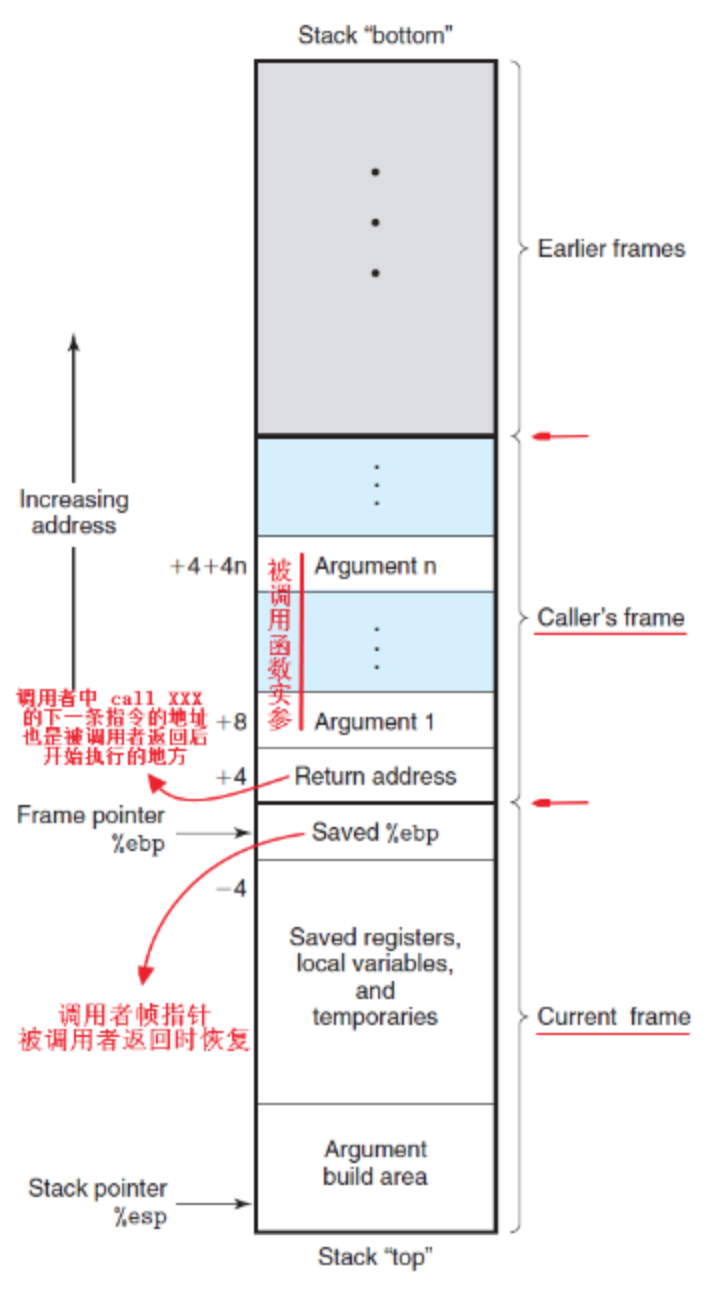 Stack “bottom”
Earlier frames
Increasing
address
+4+4n
Argument n
被调用函数实参
Caller's frame
调用者中 call XXX
的下一条指令的地址
也是被调用者返回后
开始执行的地方
+8
Argument 1
+4
Return address
Frame pointer
%ebp
Saved %ebp
−4
Saved registers,
local variables,
and
temporaries
调用者帧指针
被调用者返回时恢复
Current frame
Argument
build area
Stack pointer
%esp
Stack “top”